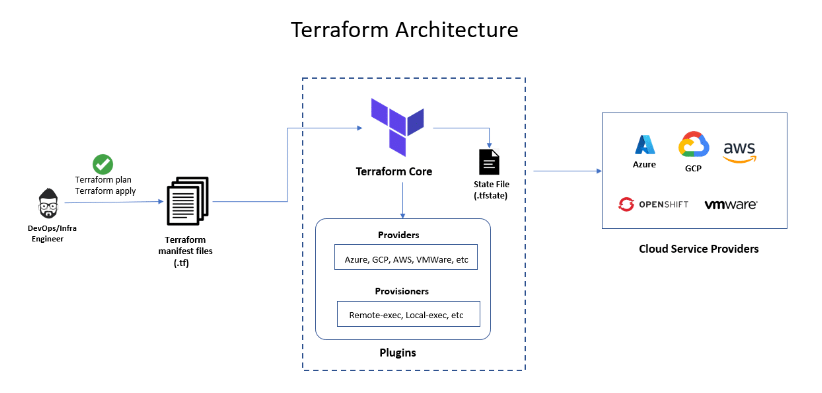 Terraform Architecture
Terraform plan
Terraform apply
DevOps/Infra
Engineer
Terraform
manifest files
(.tf)
Terraform Core
State File
(.tfstate)
Providers
Azure, GCP, AWS, VMWare, etc
Provisioners
Remote-exec, Local-exec, etc
Plugins
Azure
GCP
aws
OPENSHIFT
vmware®
Cloud Service Providers